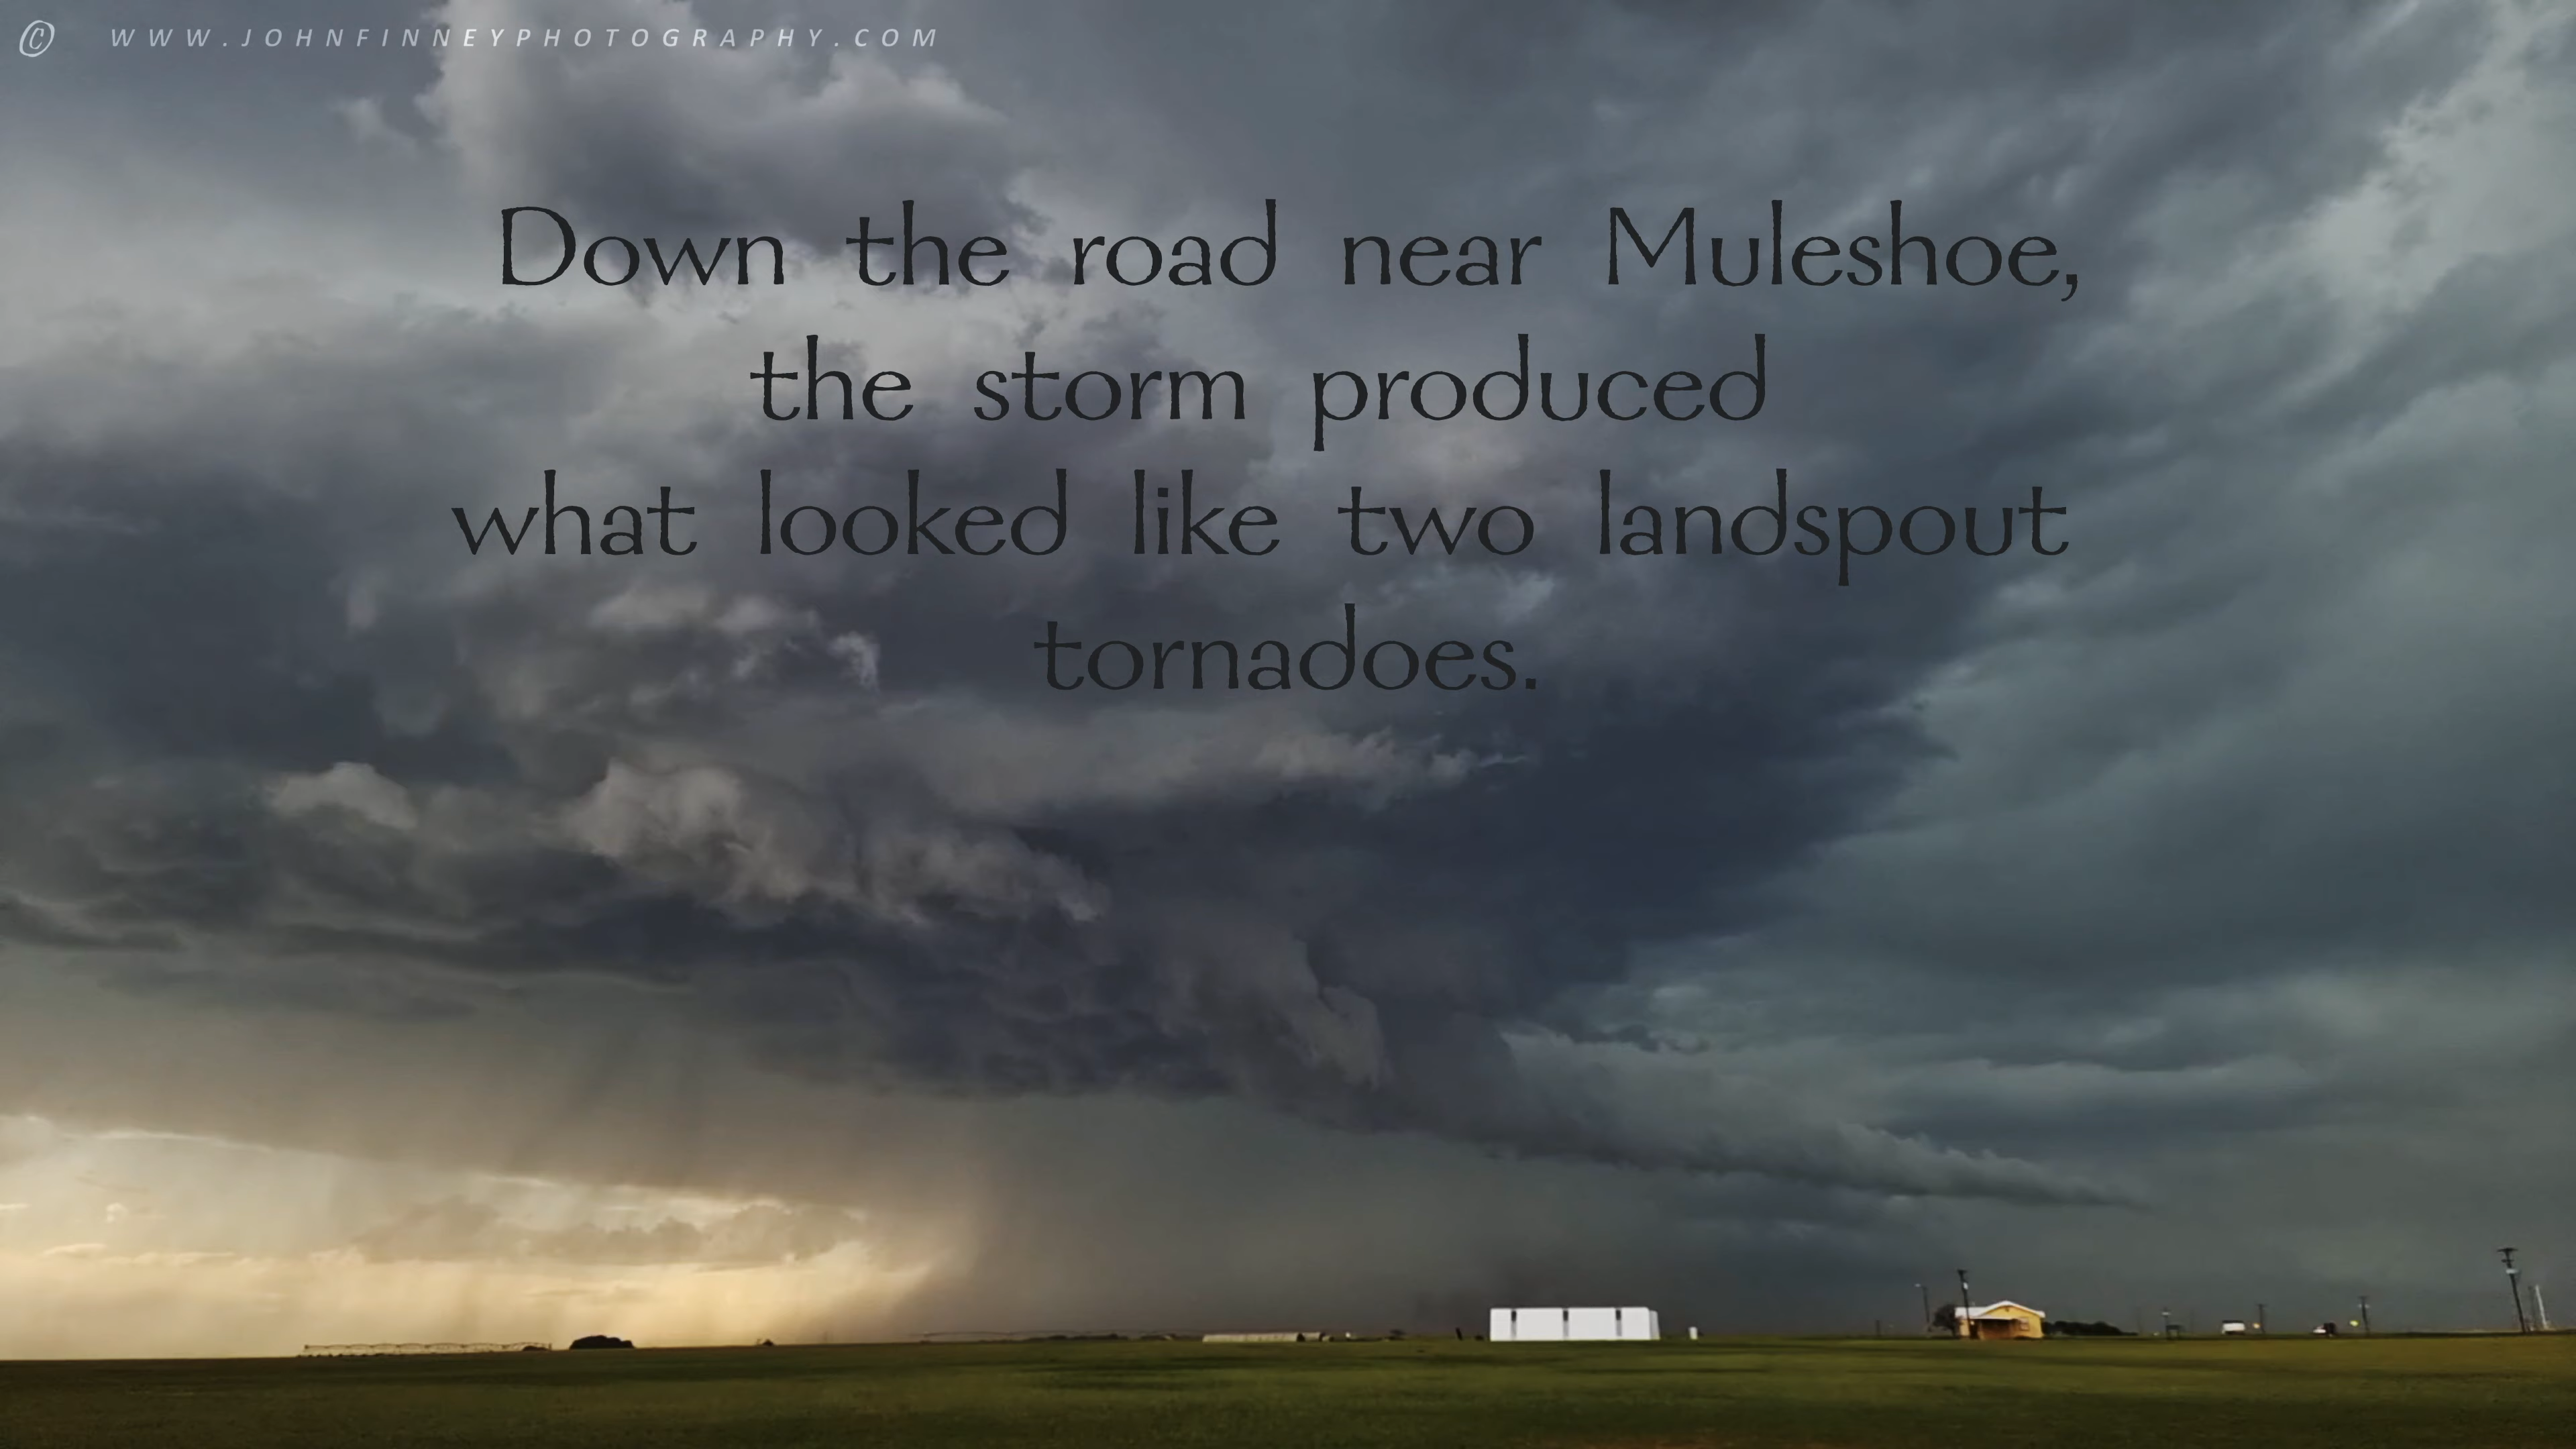 © WWW.JOHNFINNEYPHOTOGRAPHY.COM
Down the road near Muleshoe,
the storm produced
what looked like two landspout
tornadoes.